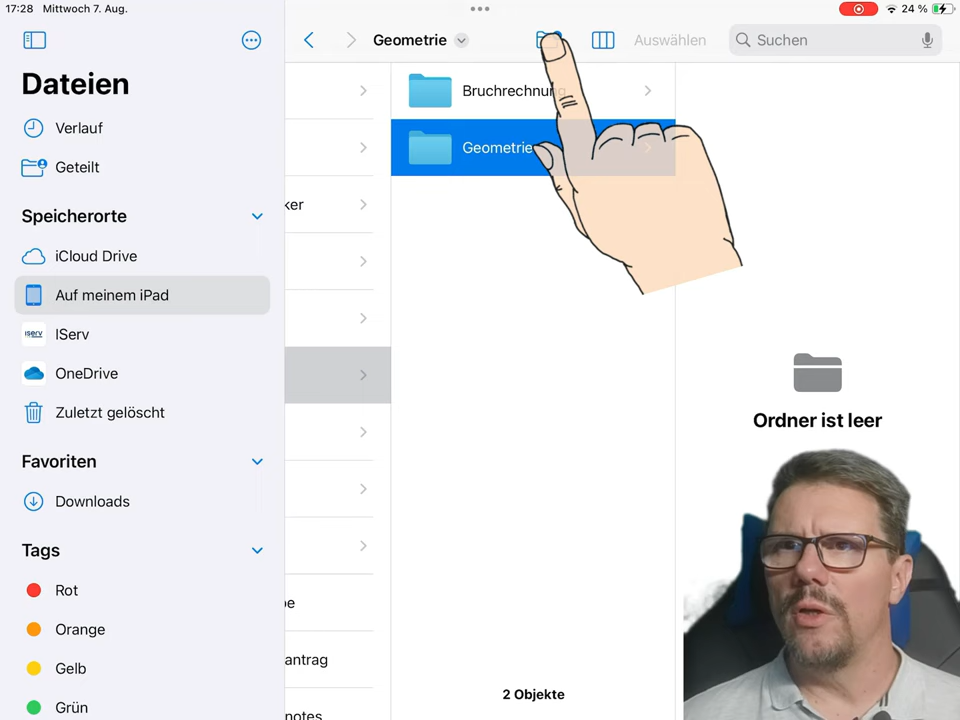 17:28 Mittwoch 7. Aug.
24 %
Dateien
Verlauf
Geteilt
Speicherorte
iCloud Drive
Auf meinem iPad
IServ
IServ
OneDrive
Zuletzt gelöscht
Favoriten
Downloads
Tags
Rot
Orange
Gelb
Grün
Geometrie
Auswählen
Suchen
ker
be
antrag
notes
Bruchrechnung
Geometrie
2 Objekte
Ordner ist leer